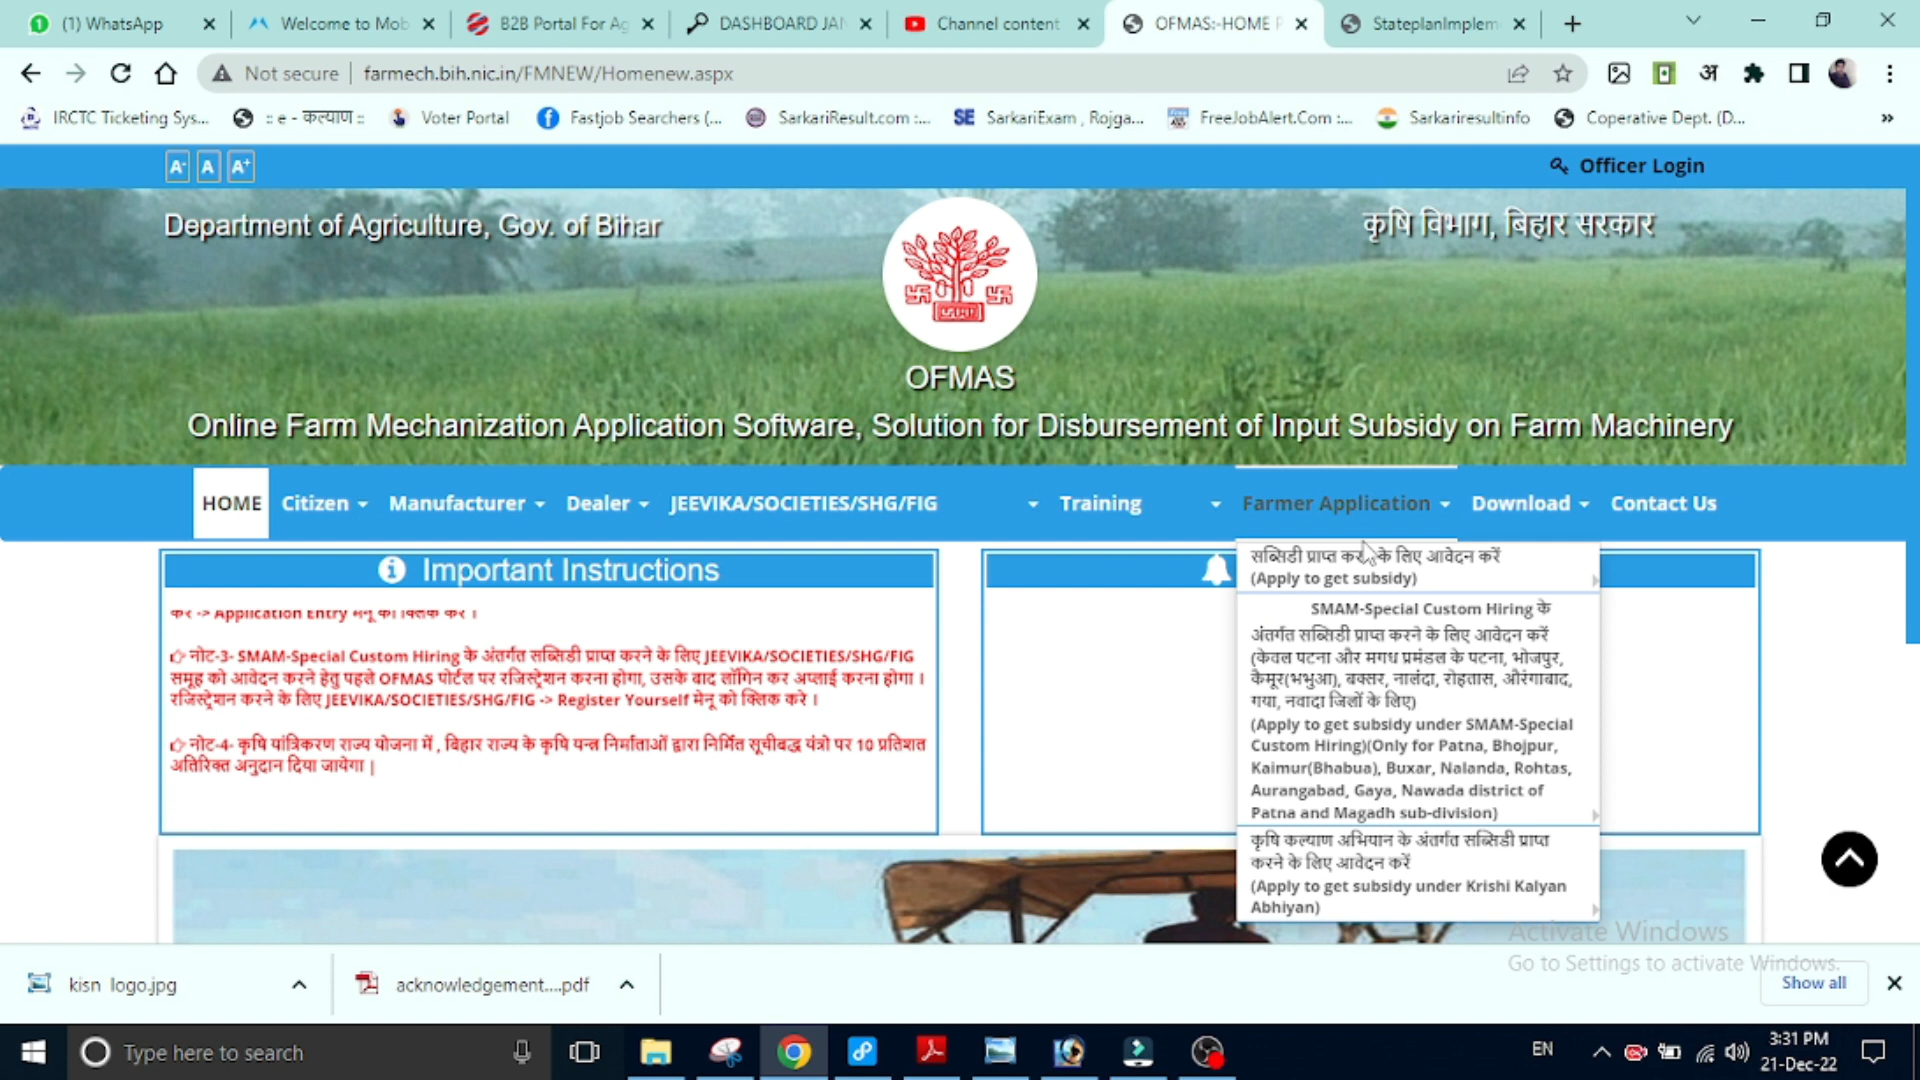 (1) WhatsApp
Welcome to Mob
B2B Portal For Ag
DASHBOARD JAN
Channel content
OFMAS:-HOME P
StateplanImplem
Not secure
farmech.bih.nic.in/FMNEW/Homenew.aspx
IRCTC Ticketing Sys...
:: e - कल्याण ::
Voter Portal
Fastjob Searchers (...
SarkariResult.com :...
SE
SarkariExam , Rojga...
FreeJobAlert.Com :...
Sarkariresultinfo
Coperative Dept. (D...
A- A A+
Officer Login
Department of Agriculture, Gov. of Bihar
कृषि विभाग, बिहार सरकार
OFMAS
Online Farm Mechanization Application Software, Solution for Disbursement of Input Subsidy on Farm Machinery
HOME Citizen Manufacturer Dealer JEEVIKA/SOCIETIES/SHG/FIG Training Farmer Application Download Contact Us
Important Instructions
करे -> Application Entry मेनू को क्लिक करे ।
नोट-3- SMAM-Special Custom Hiring के अंतर्गत सब्सिडी प्राप्त करने के लिए JEEVIKA/SOCIETIES/SHG/FIG
समूह को आवेदन करने हेतु पहले OFMAS पोर्टल पर रजिस्ट्रेशन करना होगा, उसके बाद लॉगिन कर अप्लाई करना होगा ।
रजिस्ट्रेशन करने के लिए JEEVIKA/SOCIETIES/SHG/FIG -> Register Yourself मेनू को क्लिक करे ।
नोट-4- कृषि यांत्रिकरण राज्य योजना में , बिहार राज्य के कृषि यन्त्र निर्माताओं द्वारा निर्मित सूचीबद्ध यंत्रो पर 10 प्रतिशत
अतिरिक्त अनुदान दिया जायेगा |
सब्सिडी प्राप्त करने के लिए आवेदन करें
(Apply to get subsidy)
SMAM-Special Custom Hiring के
अंतर्गत सब्सिडी प्राप्त करने के लिए आवेदन करें
(केवल पटना और मगध प्रमंडल के पटना, भोजपुर,
कैमूर(भभुआ), बक्सर, नालंदा, रोहतास, औरंगाबाद,
गया, नवादा जिलों के लिए)
(Apply to get subsidy under SMAM-Special
Custom Hiring)(Only for Patna, Bhojpur,
Kaimur(Bhabua), Buxar, Nalanda, Rohtas,
Aurangabad, Gaya, Nawada district of
Patna and Magadh sub-division)
कृषि कल्याण अभियान के अंतर्गत सब्सिडी प्राप्त
करने के लिए आवेदन करें
(Apply to get subsidy under Krishi Kalyan
Abhiyan)
Activate Windows
Go to Settings to activate Windows.
kisn logo.jpg
acknowledgement....pdf
Show all
Type here to search
EN
3:31 PM
21-Dec-22